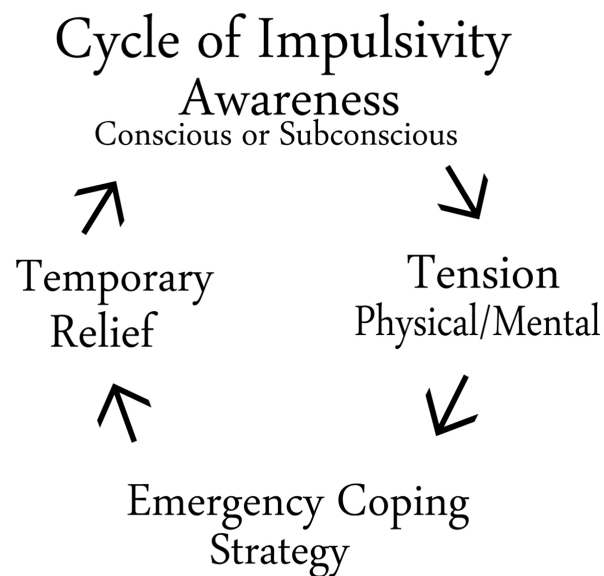 Cycle of Impulsivity
Awareness
Conscious or Subconscious
Tension
Physical/Mental
Emergency Coping
Strategy
Temporary
Relief